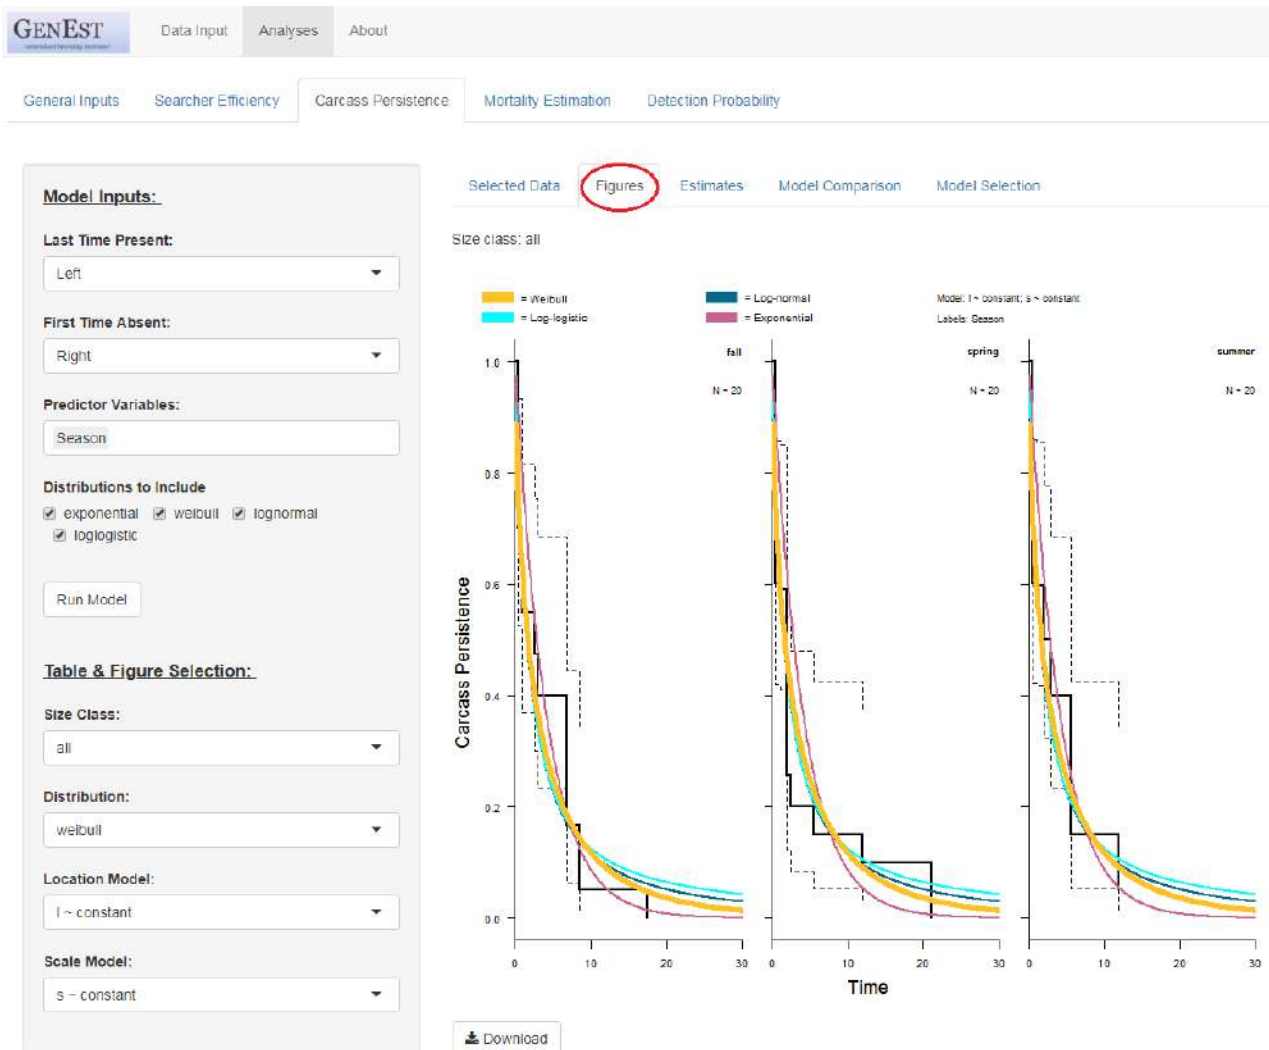 GENEST Data Input Analyses About
General Inputs Searcher Efficiency Carcass Persistence Mortality Estimation Detection Probability
Model Inputs:
Last Time Present:
Left
First Time Absent:
Right
Predictor Variables:
Season
Distributions to Include
exponential weibull lognormal
loglogistic
Run Model
Table & Figure Selection:
Size Class:
all
Distribution:
weibull
Location Model:
l ~ constant
Scale Model:
s ~ constant
Selected Data Figures Estimates Model Comparison Model Selection
Size class: all
= Weibull = Log-normal Model: l ~ constant; s ~ constant
= Log-logistic = Exponential Labels: Season
fall spring summer
N = 20 N = 20 N = 20
Carcass Persistence
1.0
0.8
0.6
0.4
0.2
0.0
0 10 20 30 0 10 20 30 0 10 20 30
Time
Download